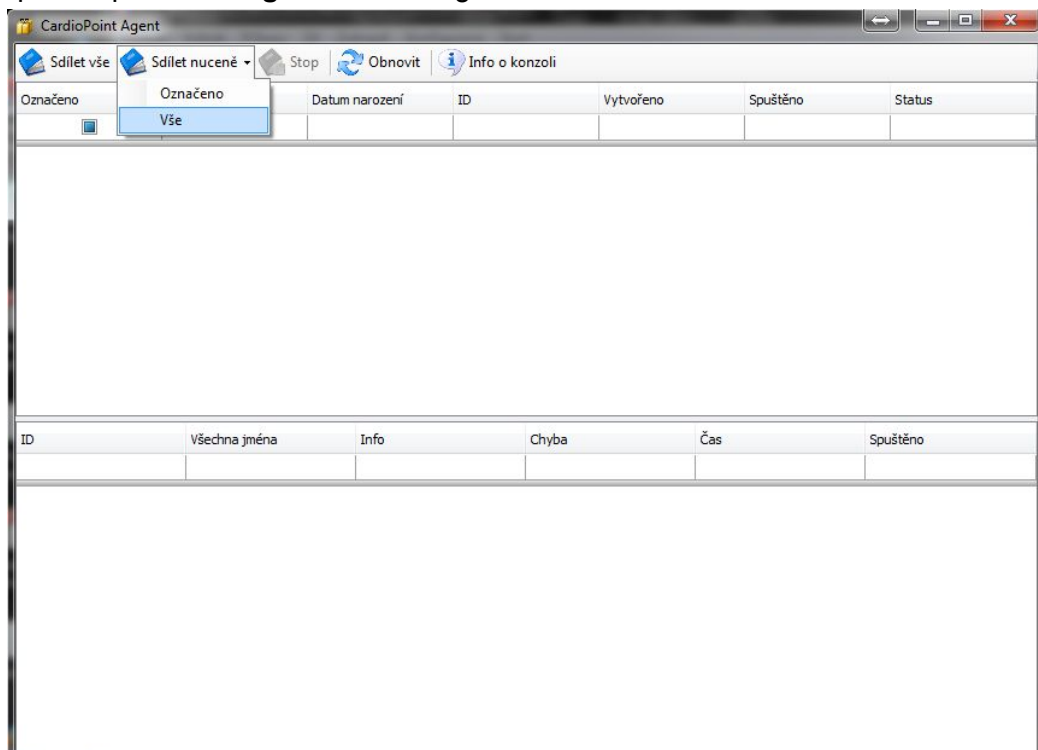 CardioPoint Agent
Sdílet vše Sdílet nuceně Stop Obnovit Info o konzoli
Označeno
Vše
Označeno Datum narození ID Vytvořeno Spuštěno Status
ID Všechna jména Info Chyba Čas Spuštěno